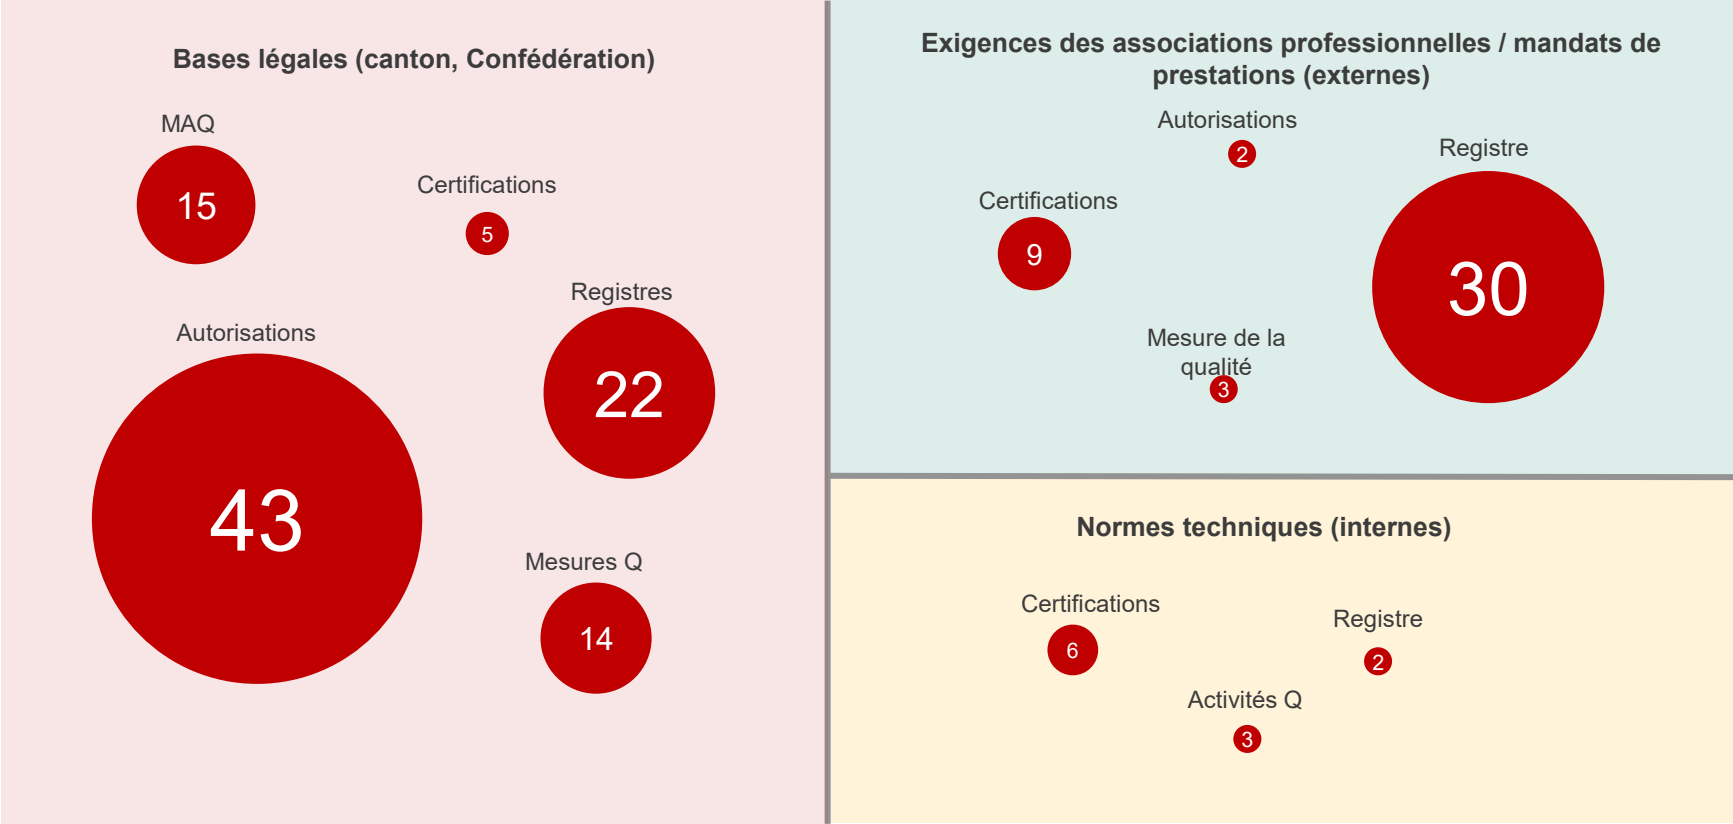 Bases légales (canton, Confédération)
MAQ
15
Certifications
5
Registres
22
Autorisations
43
Mesures Q
14
Exigences des associations professionnelles / mandats de
prestations (externes)
Autorisations
2
Registre
30
Certifications
9
Mesure de la
qualité
3
Normes techniques (internes)
Certifications
6
Registre
2
Activités Q
3